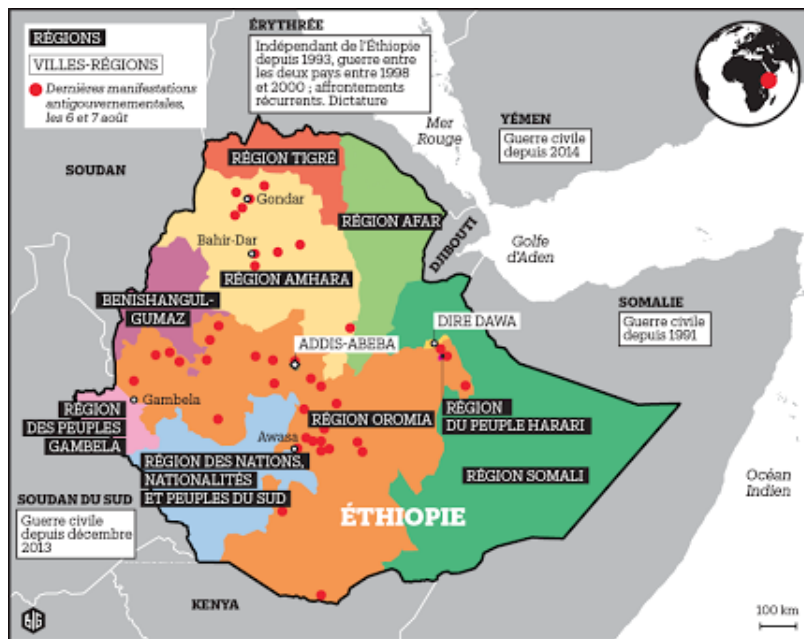 RÉGIONS
VILLES-RÉGIONS
Dernières manifestations
antigouvernementales,
les 6 et 7 août
ÉRYTHRÉE
Indépendant de l'Éthiopie
depuis 1993, guerre entre
les deux pays entre 1998
et 2000 ; affrontements
récurrents. Dictature
Mer
Rouge
YÉMEN
Guerre civile
depuis 2014
SOUDAN
RÉGION TIGRÉ
Gondar
RÉGION AFAR
Bahir-Dar
DJIBOUTI
Golfe
d'Aden
RÉGION AMHARA
BENISHANGUL-
GUMAZ
SOMALIE
Guerre civile
depuis 1991
DIRE DAWA
ADDIS-ABEBA
Gambela
RÉGION
DES PEUPLES
GAMBELA
RÉGION OROMIA
RÉGION
DU PEUPLE HARARI
Awasa
RÉGION DES NATIONS,
NATIONALITÉS
ET PEUPLES DU SUD
RÉGION SOMALI
Océan
Indien
SOUDAN DU SUD
Guerre civile
depuis décembre
2013
ÉTHIOPIE
KENYA
100 km